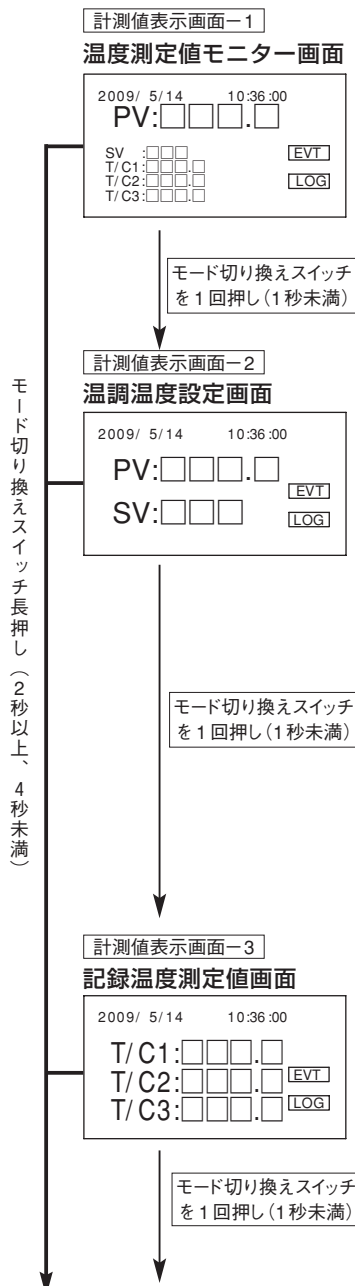 計測値表示画面－1
温度測定値モニター画面
2009/ 5/14 10:36:00
PV:□□□.□
SV :□□□
T/C1:□□□.□
T/C2:□□□.□
T/C3:□□□.□
EVT
LOG
モード切り換えスイッチ
を1回押し（1秒未満）
計測値表示画面－2
温調温度設定画面
2009/ 5/14 10:36:00
PV:□□□.□
SV:□□□
EVT
LOG
モード切り換えスイッチ長押し（2秒以上、4秒未満）
モード切り換えスイッチ
を1回押し（1秒未満）
計測値表示画面－3
記録温度測定値画面
2009/ 5/14 10:36:00
T/C1:□□□.□
T/C2:□□□.□
T/C3:□□□.□
EVT
LOG
モード切り換えスイッチ
を1回押し（1秒未満）